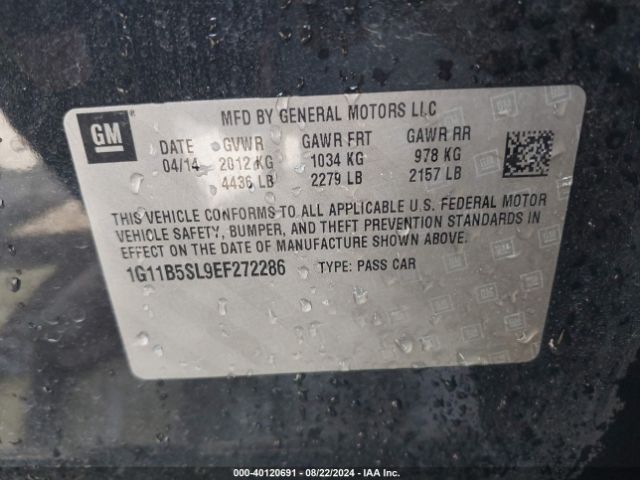 GM
MFD BY GENERAL MOTORS LLC
DATE GVWR GAWR FRT GAWR RR
04/14 2012 KG 1034 KG 978 KG
4436 LB 2279 LB 2157 LB
THIS VEHICLE CONFORMS TO ALL APPLICABLE U.S. FEDERAL MOTOR
VEHICLE SAFETY, BUMPER, AND THEFT PREVENTION STANDARDS IN
EFFECT ON THE DATE OF MANUFACTURE SHOWN ABOVE.
1G11B5SL9EF272286 TYPE: PASS CAR
000-40120691 - 08/22/2024 - IAA Inc.